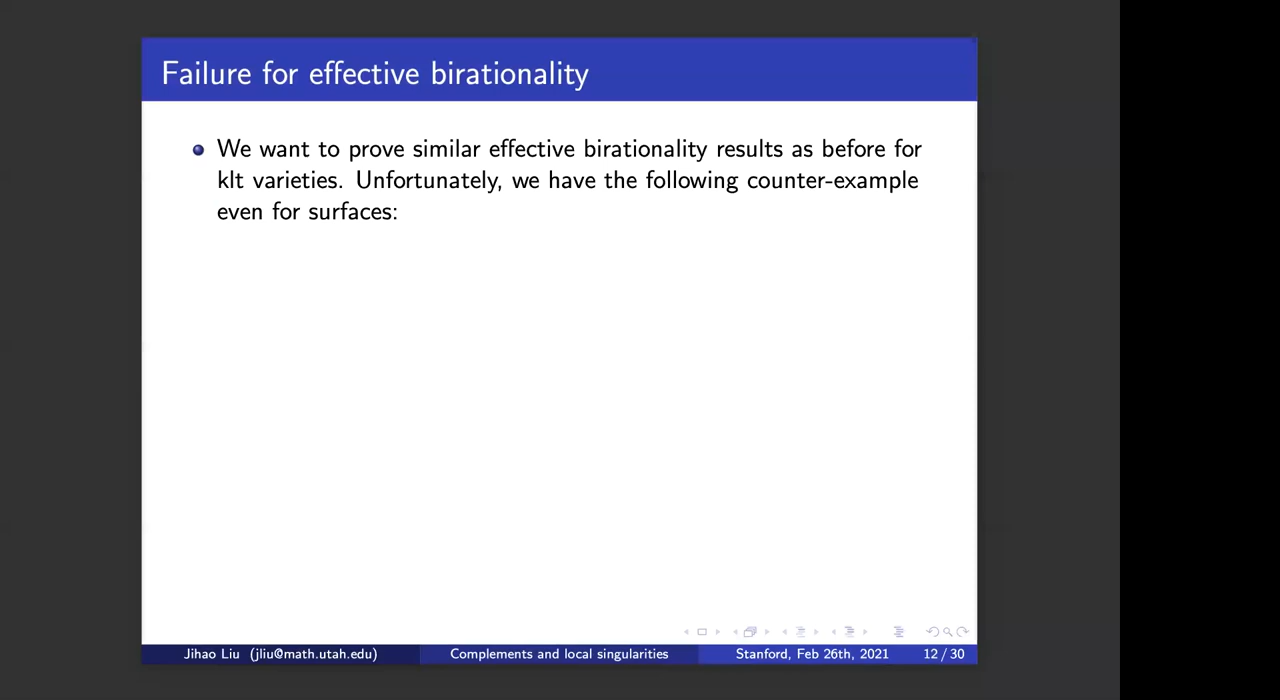 Failure for effective birationality
We want to prove similar effective birationality results as before for
klt varieties. Unfortunately, we have the following counter-example
even for surfaces:
Jihao Liu (jliu@math.utah.edu) Complements and local singularities Stanford, Feb 26th, 2021 12 / 30